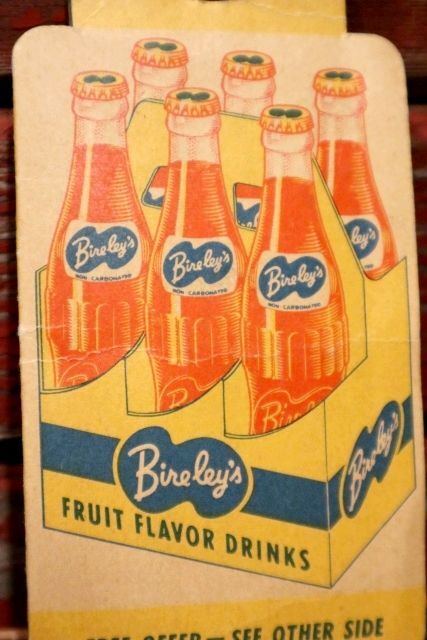 Bireley's
NON-CARBONATED
Bireley's
NON-CARBONATED
Bireley's
NON-CARBONATED
Bireley's
FRUIT FLAVOR DRINKS
Bireley's
FREE OFFER — SEE OTHER SIDE